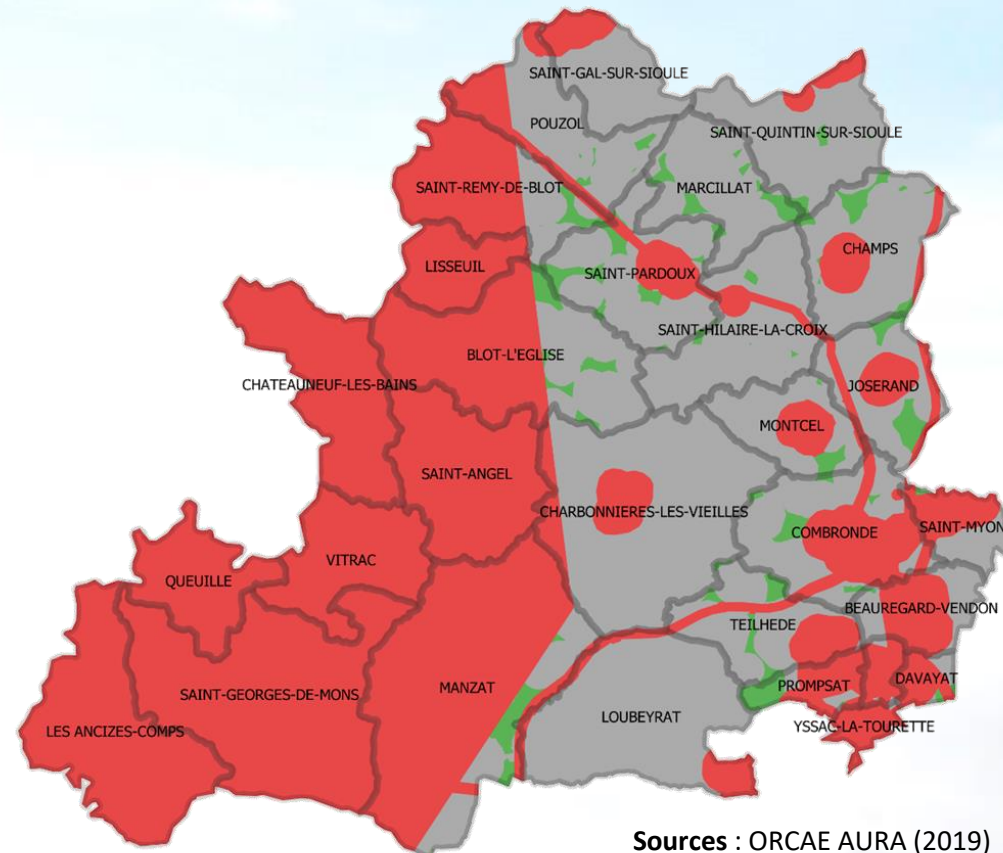 SAINT-GAL-SUR-SIOULE
POUZOL
SAINT-QUINTIN-SUR-SIOULE
SAINT-REMY-DE-BLOT
MARCILLAT
CHAMPS
LISSEUIL
SAINT-PARDOUX
SAINT-HILAIRE-LA-CROIX
BLOT-L'EGLISE
CHATEAUNEUF-LES-BAINS
JOSERAND
MONTCEL
SAINT-ANGEL
CHARBONNIERES-LES-VIEILLES
COMBRONDE
SAINT-MYON
VITRAC
QUEUILLE
BEAUREGARD-VENDON
TEILHEDE
DAVAYAT
PROMPSAT
MANZAT
SAINT-GEORGES-DE-MONS
LOUBEYRAT
YSSAC-LA-TOURETTE
LES ANCIZES-COMPS
Sources : ORCAE AURA (2019)